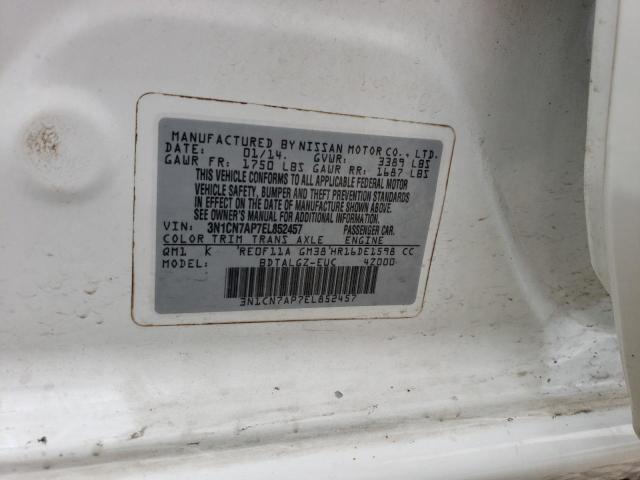 MANUFACTURED BY NISSAN MOTOR CO., LTD.
DATE: 01/14. GVWR: 3389 LBS
GAWR FR: 1750 LBS GAWR RR: 1687 LBS
THIS VEHICLE CONFORMS TO ALL APPLICABLE FEDERAL MOTOR
VEHICLE SAFETY, BUMPER AND THEFT PREVENTION STANDARDS
IN EFFECT ON THE DATE OF MANUFACTURE SHOWN ABOVE.
SEE OWNER'S MANUAL FOR ADDITIONAL INFORMATION.
VIN: 3N1CN7AP7EL852457 PASSENGER CAR
COLOR TRIM TRANS AXLE ENGINE
QM1 K RE0F11A GM38 HR16DE1598 CC
MODEL: BDTALGZ-EUC 42000
3N1CN7AP7EL852457